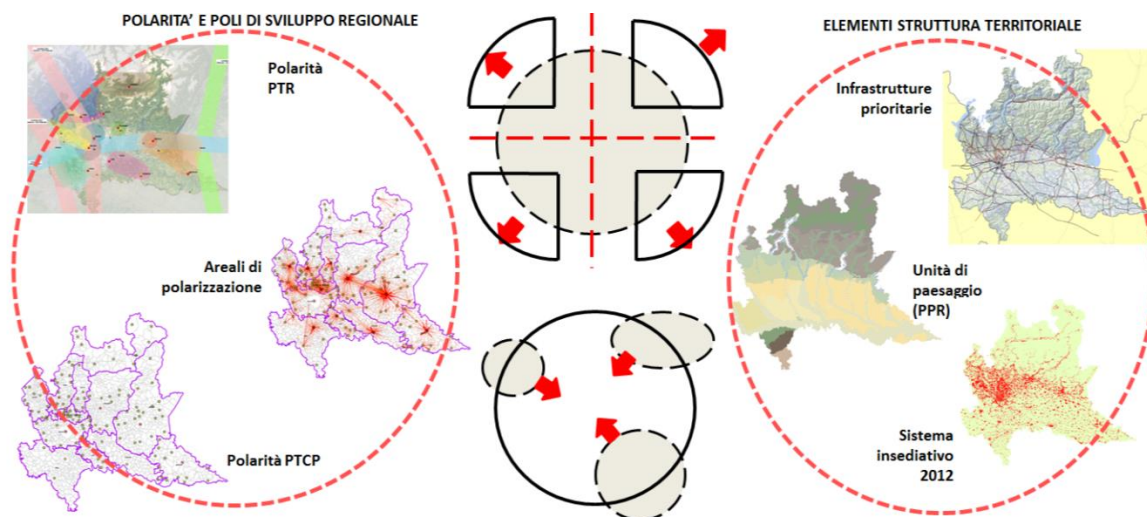 POLARITA' E POLI DI SVILUPPO REGIONALE
Polarità
PTR
Areali di
polarizzazione
Polarità PTCP
ELEMENTI STRUTTURA TERRITORIALE
Infrastrutture
prioritarie
Unità di
paesaggio
(PPR)
Sistema
insediativo
2012